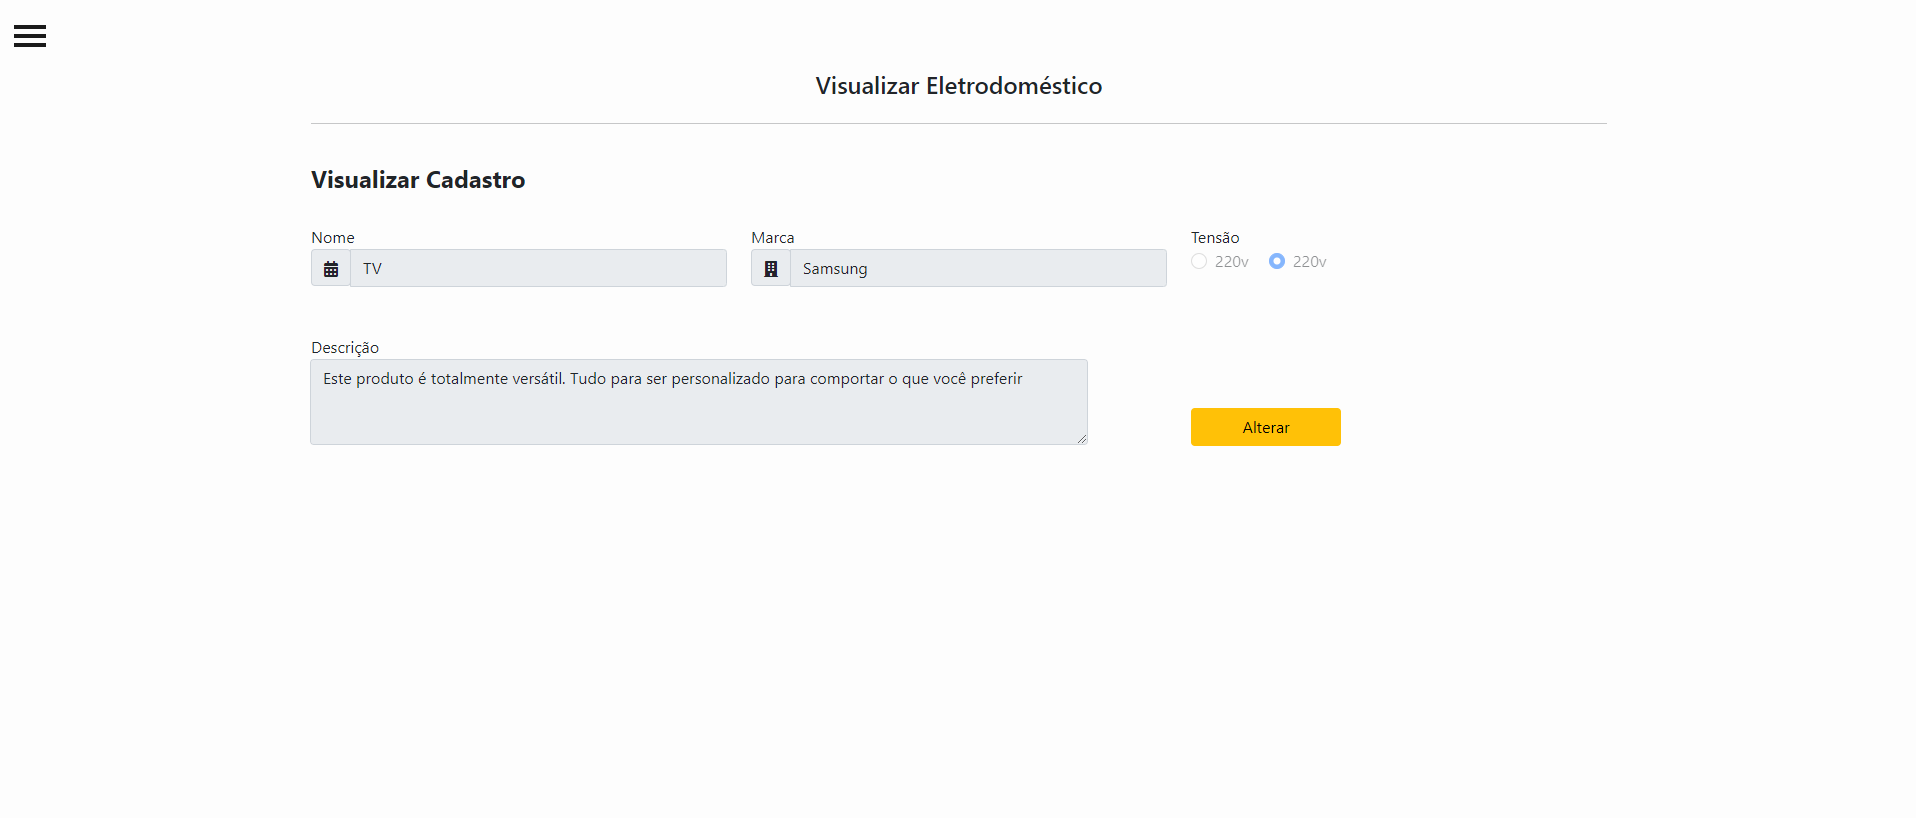 Visualizar Eletrodoméstico
Visualizar Cadastro
Nome
Marca
Tensão
TV
Samsung
220v
220v
Descrição
Este produto é totalmente versátil. Tudo para ser personalizado para comportar o que você preferir
Alterar